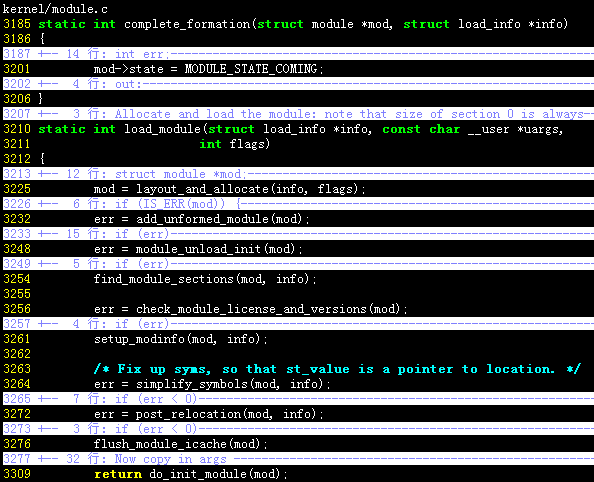 kernel/module.c
3185 static int complete_formation(struct module *mod, struct load_info *info)
3186 {
3187 +-- 14 行: int err;
3201 mod->state = MODULE_STATE_COMING;
3202 +-- 4 行: out:
3206 }
3207 +-- 3 行: Allocate and load the module: note that size of section 0 is always
3210 static int load_module(struct load_info *info, const char __user *uargs,
3211 int flags)
3212 {
3213 +-- 12 行: struct module *mod;
3225 mod = layout_and_allocate(info, flags);
3226 +-- 6 行: if (IS_ERR(mod)) {
3232 err = add_unformed_module(mod);
3233 +-- 15 行: if (err)
3248 err = module_unload_init(mod);
3249 +-- 5 行: if (err)
3254 find_module_sections(mod, info);
3255
3256 err = check_module_license_and_versions(mod);
3257 +-- 4 行: if (err)
3261 setup_modinfo(mod, info);
3262
3263 /* Fix up syms, so that st_value is a pointer to location. */
3264 err = simplify_symbols(mod, info);
3265 +-- 7 行: if (err < 0)
3272 err = post_relocation(mod, info);
3273 +-- 3 行: if (err < 0)
3276 flush_module_icache(mod);
3277 +-- 32 行: Now copy in args
3309 return do_init_module(mod);